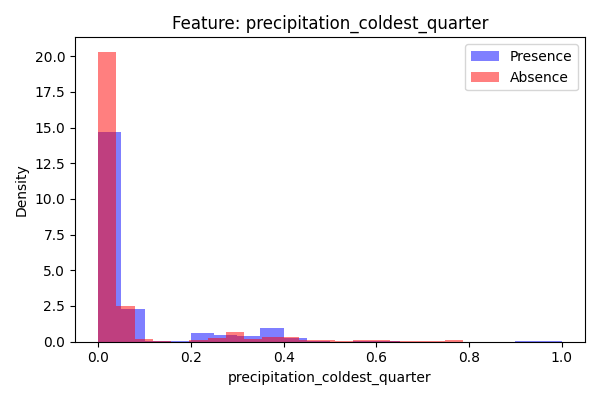 Feature: precipitation_coldest_quarter
Presence
Absence
Density
20.0
17.5
15.0
12.5
10.0
7.5
5.0
2.5
0.0
0.0 0.2 0.4 0.6 0.8 1.0
precipitation_coldest_quarter